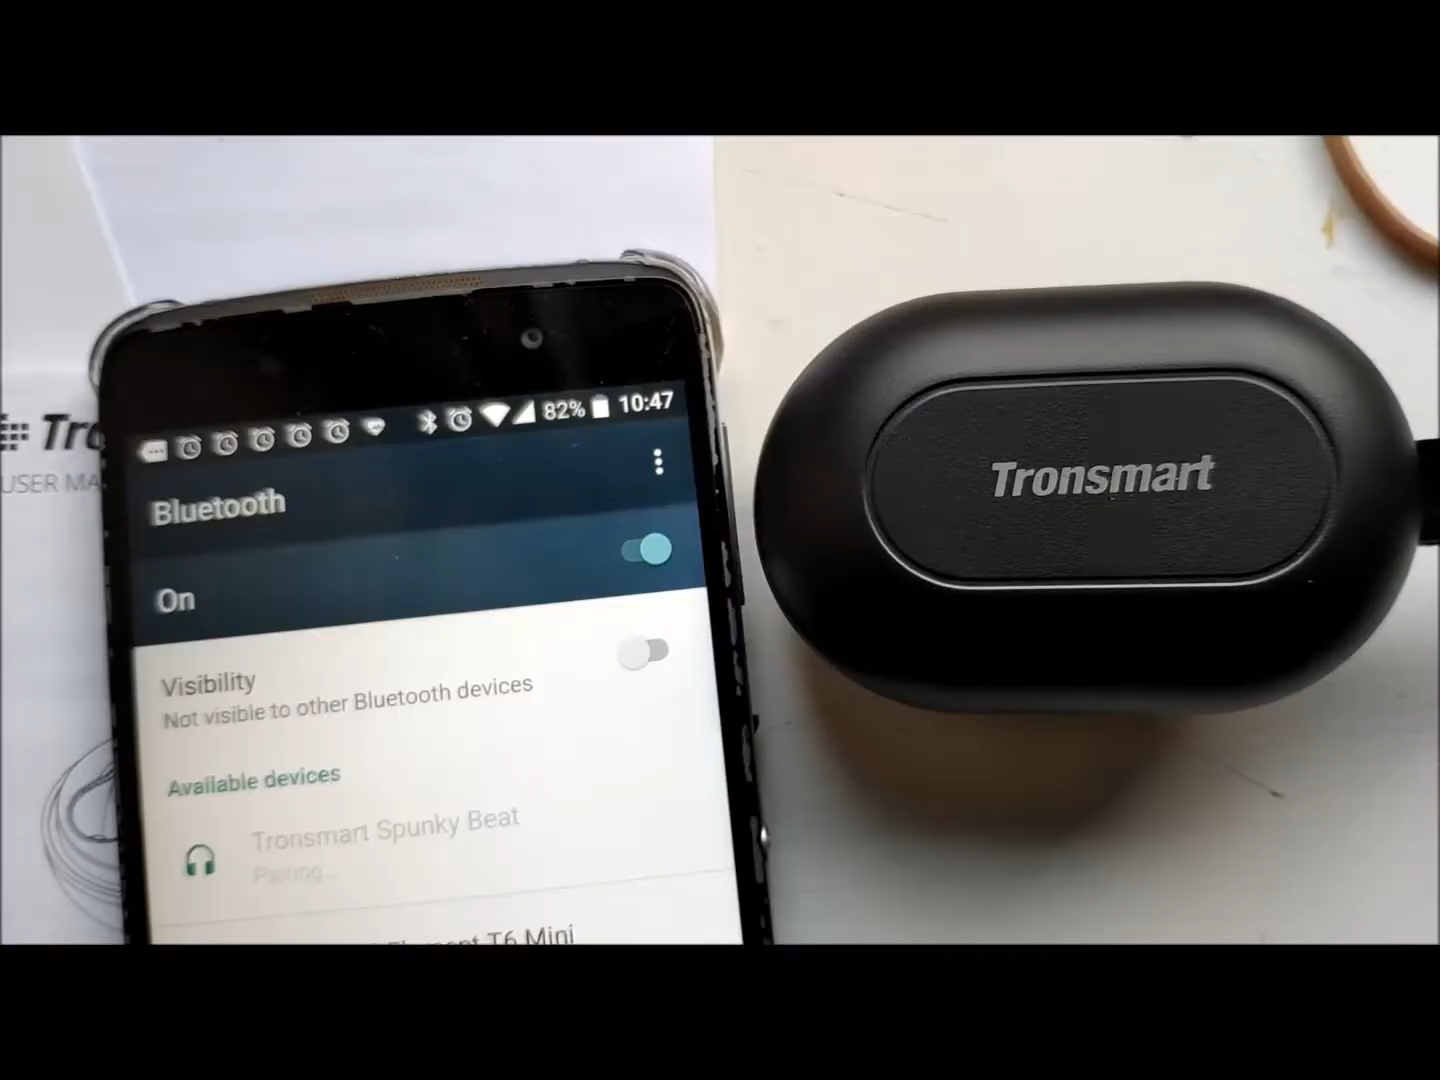 Tro
USER MA
82% 10:47
Bluetooth
On
Visibility
Not visible to other Bluetooth devices
Available devices
Tronsmart Spunky Beat
Pairing...
T6 Mini
Tronsmart